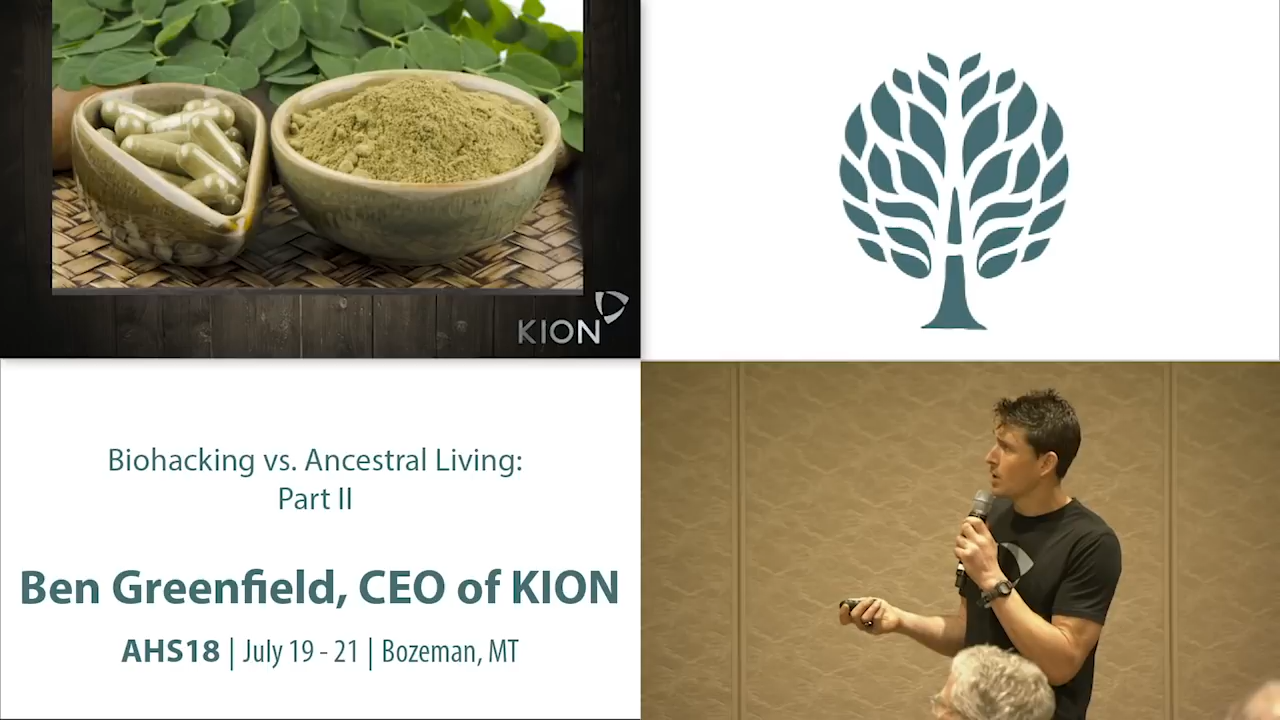 KION
Biohacking vs. Ancestral Living:
Part II
Ben Greenfield, CEO of KION
AHS18 | July 19 - 21 | Bozeman, MT